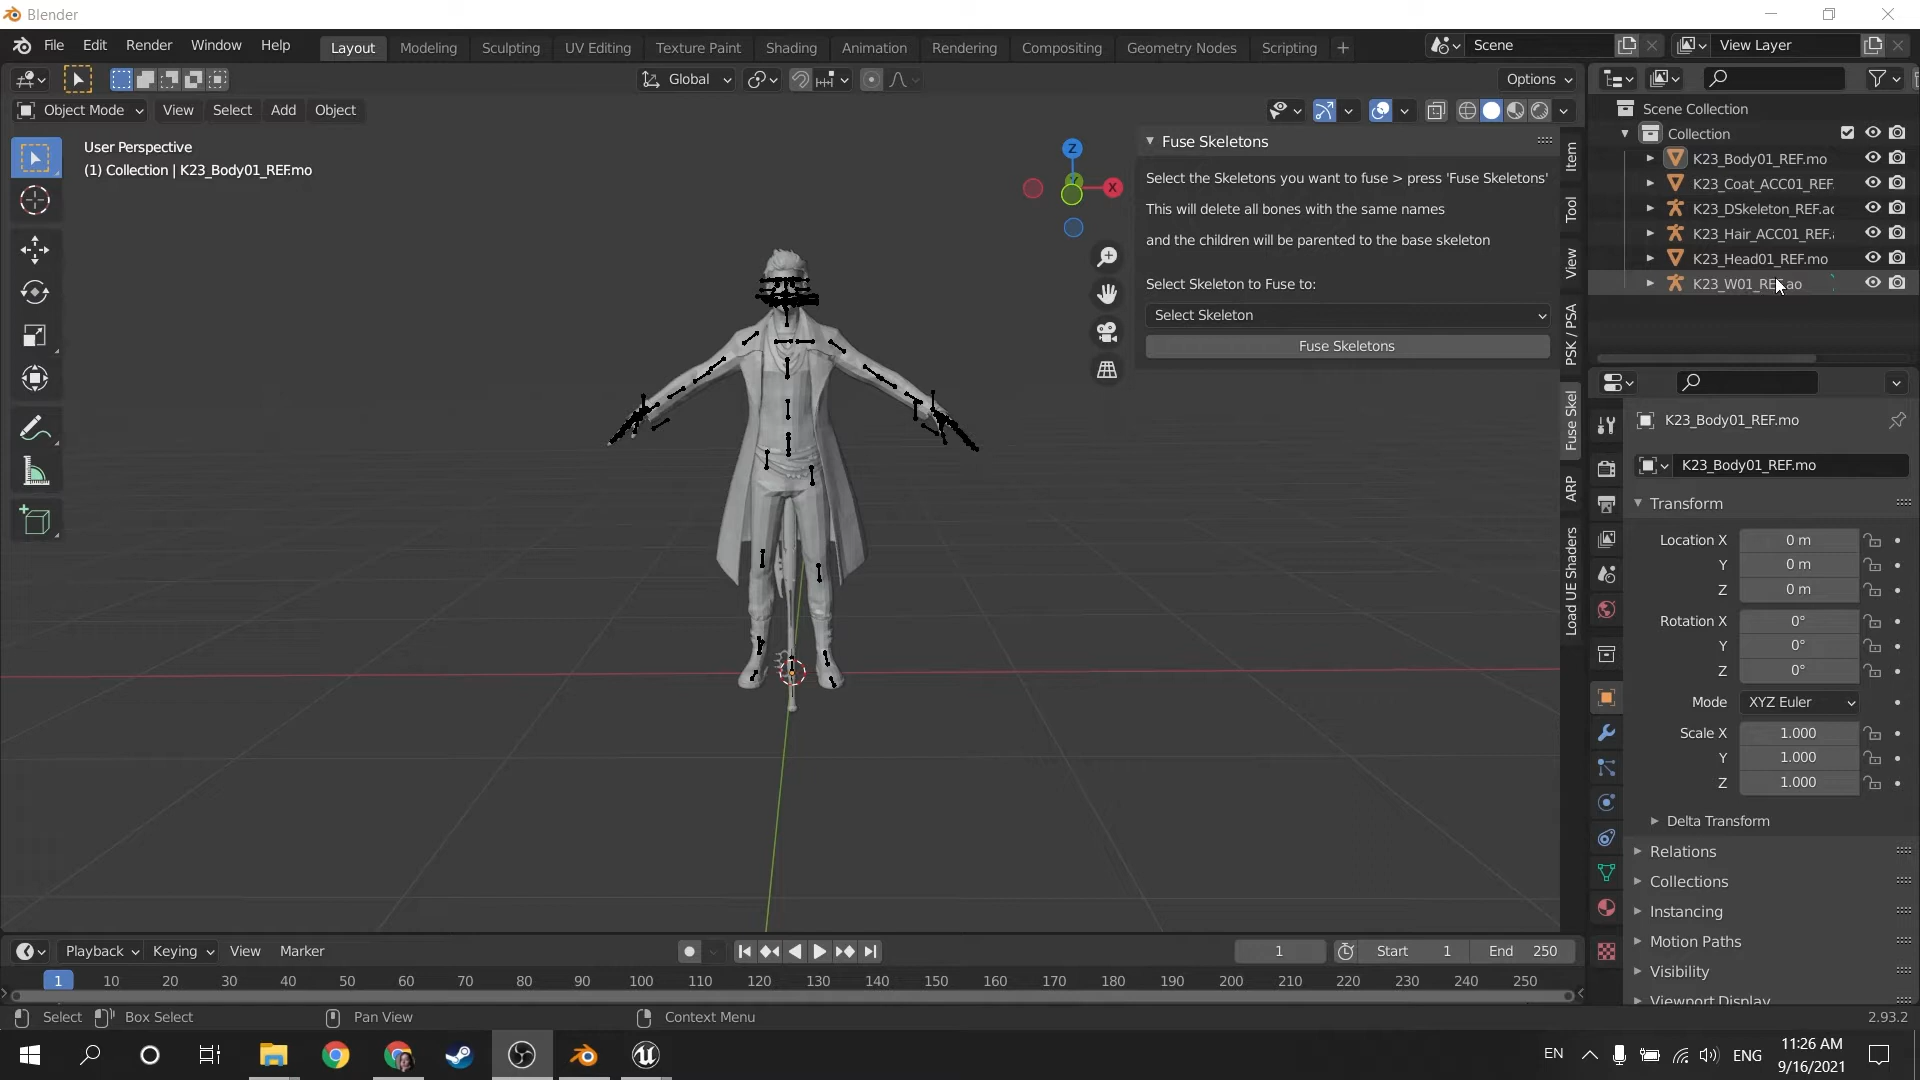 Blender
File Edit Render Window Help
Layout Modeling Sculpting UV Editing Texture Paint Shading Animation Rendering Compositing Geometry Nodes Scripting +
Scene
View Layer
Global
Options
Object Mode View Select Add Object
User Perspective
(1) Collection | K23_Body01_REF.mo
Z
X
Fuse Skeletons
Select the Skeletons you want to fuse > press 'Fuse Skeletons'
This will delete all bones with the same names
and the children will be parented to the base skeleton
Select Skeleton to Fuse to:
Select Skeleton
Fuse Skeletons
Item
Tool
View
PSK / PSA
Fuse Skel
ARP
Load UE Shaders
Scene Collection
Collection
K23_Body01_REF.mo
K23_Coat_ACC01_REF.
K23_DSkeleton_REF.ac
K23_Hair_ACC01_REF.
K23_Head01_REF.mo
K23_W01_REF.ao
K23_Body01_REF.mo
K23_Body01_REF.mo
Transform
Location X 0 m
Y 0 m
Z 0 m
Rotation X 0°
Y 0°
Z 0°
Mode XYZ Euler
Scale X 1.000
Y 1.000
Z 1.000
Delta Transform
Relations
Collections
Instancing
Motion Paths
Visibility
Viewport Display
Playback Keying View Marker
1
Start 1
End 250
1 10 20 30 40 50 60 70 80 90 100 110 120 130 140 150 160 170 180 190 200 210 220 230 240 250
Select Box Select Pan View Context Menu
2.93.2
EN
ENG
11:26 AM
9/16/2021